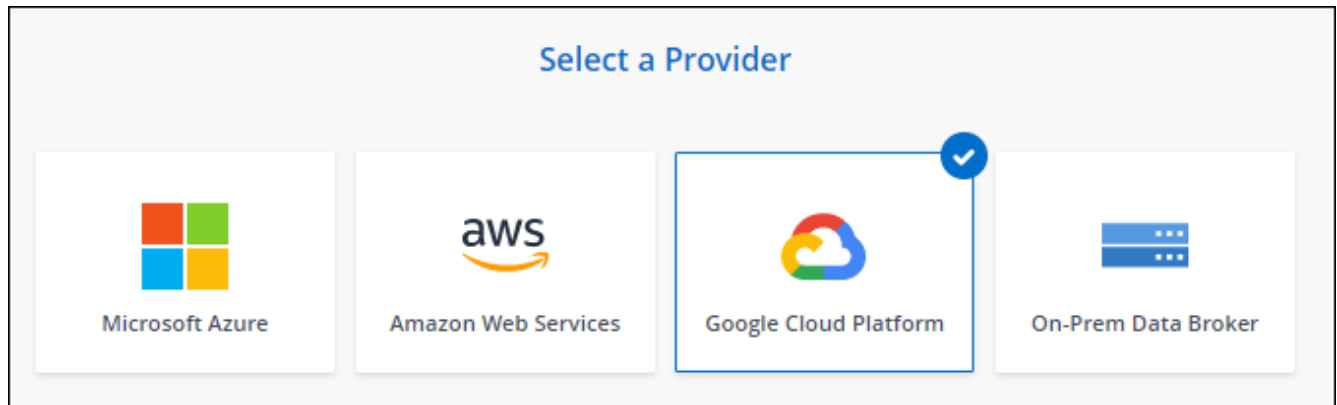 Select a Provider
aws
Microsoft Azure
Amazon Web Services
Google Cloud Platform
On-Prem Data Broker